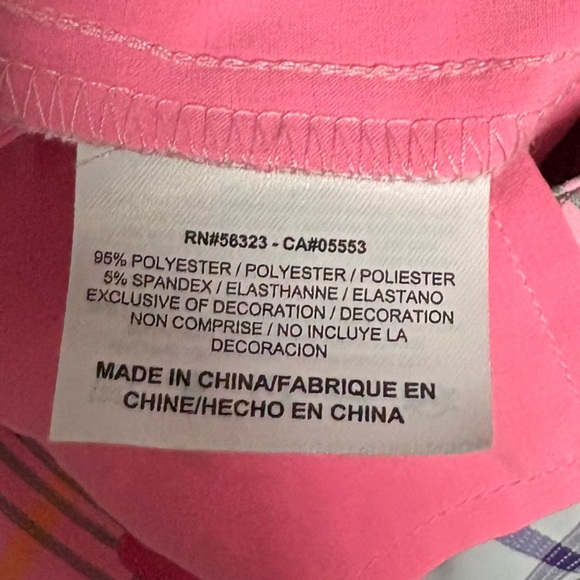 RN#56323 - CA#05553
95% POLYESTER / POLYESTER / POLIESTER
5% SPANDEX / ELASTHANNE / ELASTANO
EXCLUSIVE OF DECORATION / DECORATION
NON COMPRISE / NO INCLUYE LA
DECORACION
MADE IN CHINA/FABRIQUE EN
CHINE/HECHO EN CHINA